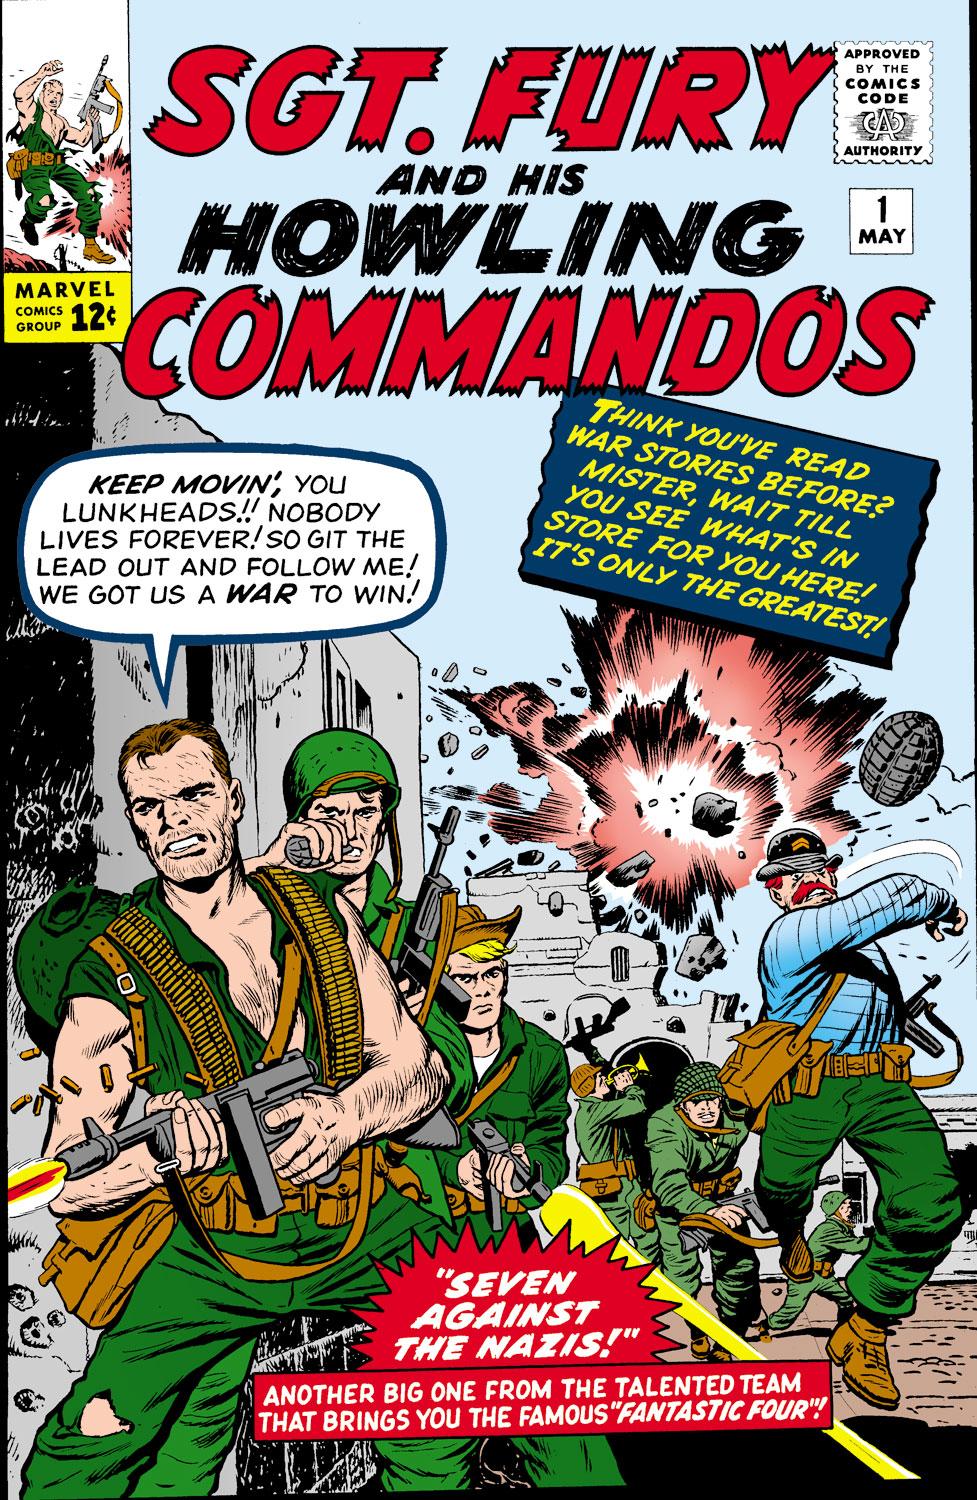 SGT. FURY
AND HIS
HOWLING
COMMANDOS
APPROVED
BY THE
COMICS
CODE
CA
AUTHORITY
1
MAY
MARVEL
COMICS
GROUP 12¢
THINK YOU'VE READ
WAR STORIES BEFORE?
MISTER, WAIT TILL
YOU SEE WHAT'S IN
STORE FOR YOU HERE!
IT'S ONLY THE GREATEST!
KEEP MOVIN', YOU
LUNKHEADS!! NOBODY
LIVES FOREVER! SO GIT THE
LEAD OUT AND FOLLOW ME!
WE GOT US A WAR TO WIN!
"SEVEN
AGAINST
THE NAZIS!"
ANOTHER BIG ONE FROM THE TALENTED TEAM
THAT BRINGS YOU THE FAMOUS "FANTASTIC FOUR"!